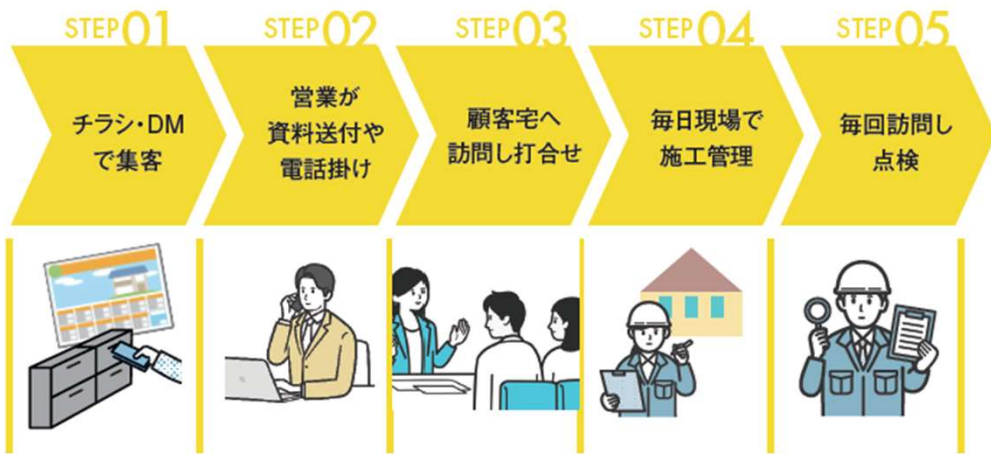 STEP01
チラシ・DM
で集客
STEP02
営業が
資料送付や
電話掛け
STEP03
顧客宅へ
訪問し打合せ
STEP04
毎日現場で
施工管理
STEP05
毎回訪問し
点検